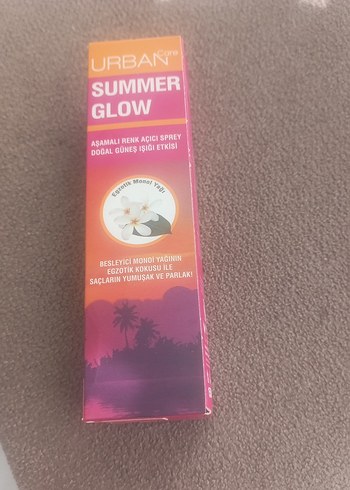 URBAN Care
SUMMER
GLOW
AŞAMALI RENK AÇICI SPREY
DOĞAL GÜNEŞ IŞIĞI ETKİSİ
Egzotik Monoi Yağı
BESLEYİCİ MONOI YAĞININ
EGZOTİK KOKUSU İLE
SAÇLARIN YUMUŞAK VE PARLAK!